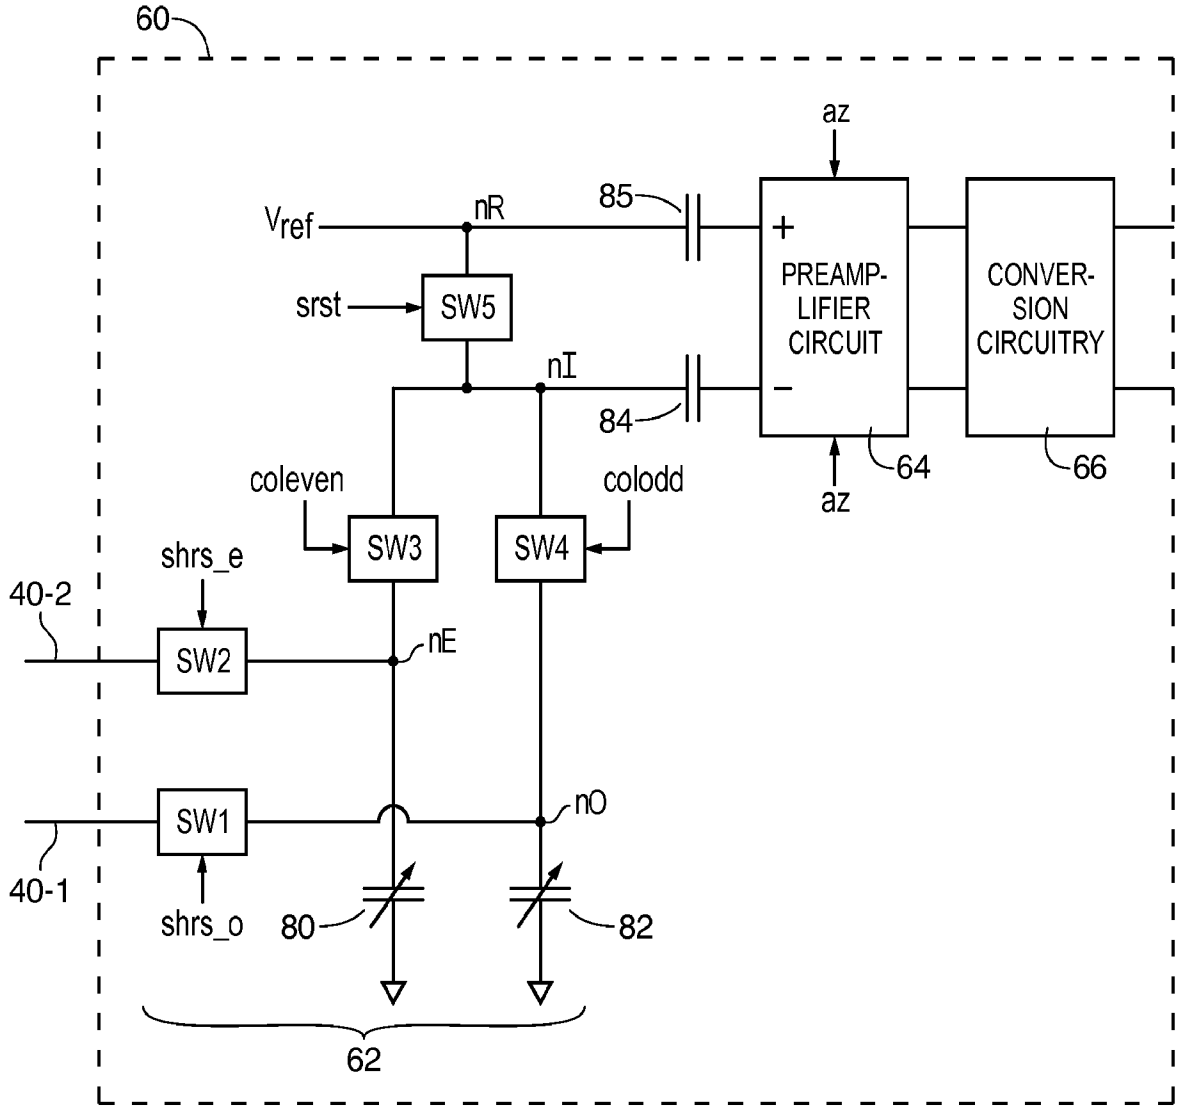 60
az
85
nR
Vref
+
PREAMP-
LIFIER
CIRCUIT
CONVER-
SION
CIRCUITRY
srst
SW5
nI
84
−
64
66
az
coleven
colodd
SW3
SW4
shrs_e
40-2
SW2
nE
SW1
nO
40-1
shrs_o
80
82
62